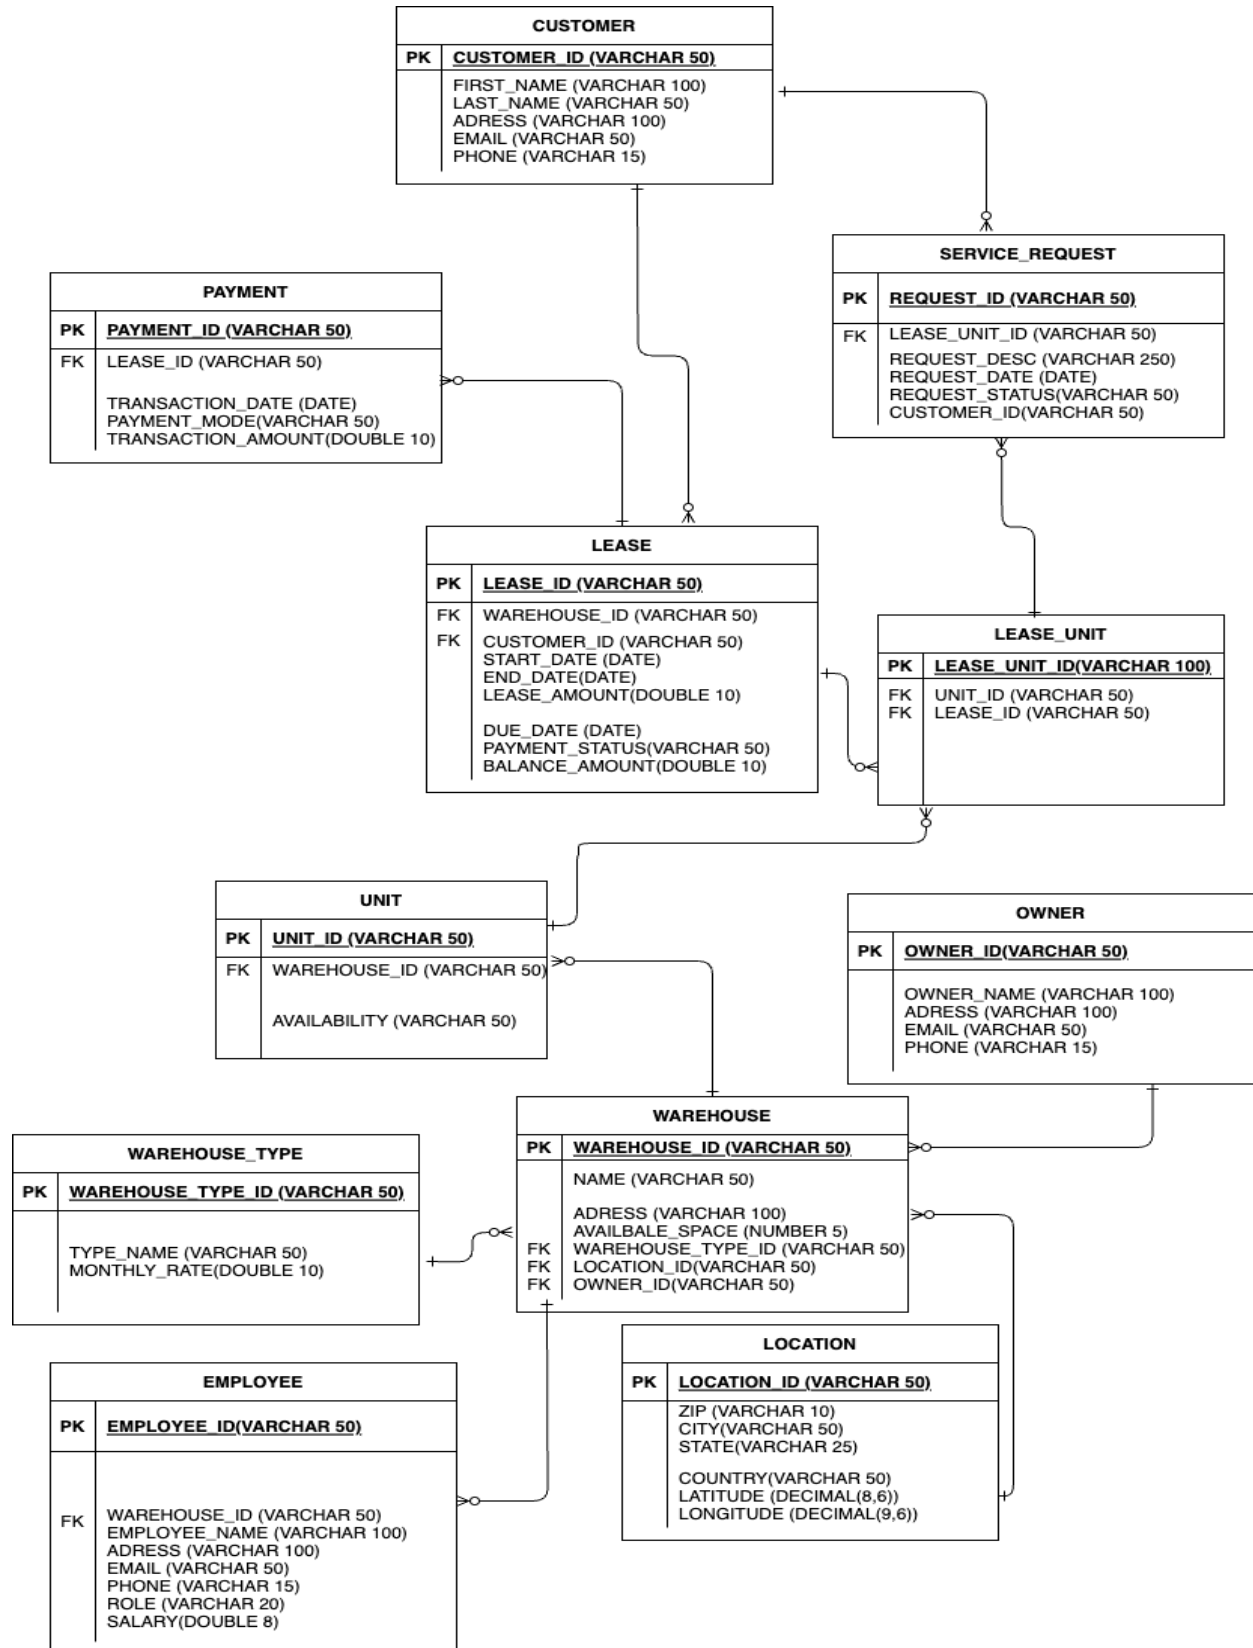 CUSTOMER
PK CUSTOMER_ID (VARCHAR 50)
FIRST_NAME (VARCHAR 100)
LAST_NAME (VARCHAR 50)
ADRESS (VARCHAR 100)
EMAIL (VARCHAR 50)
PHONE (VARCHAR 15)
SERVICE_REQUEST
PK REQUEST_ID (VARCHAR 50)
FK LEASE_UNIT_ID (VARCHAR 50)
REQUEST_DESC (VARCHAR 250)
REQUEST_DATE (DATE)
REQUEST_STATUS(VARCHAR 50)
CUSTOMER_ID(VARCHAR 50)
PAYMENT
PK PAYMENT_ID (VARCHAR 50)
FK LEASE_ID (VARCHAR 50)
TRANSACTION_DATE (DATE)
PAYMENT_MODE(VARCHAR 50)
TRANSACTION_AMOUNT(DOUBLE 10)
LEASE
PK LEASE_ID (VARCHAR 50)
FK WAREHOUSE_ID (VARCHAR 50)
FK CUSTOMER_ID (VARCHAR 50)
START_DATE (DATE)
END_DATE(DATE)
LEASE_AMOUNT(DOUBLE 10)
DUE_DATE (DATE)
PAYMENT_STATUS(VARCHAR 50)
BALANCE_AMOUNT(DOUBLE 10)
LEASE_UNIT
PK LEASE_UNIT_ID(VARCHAR 100)
FK UNIT_ID (VARCHAR 50)
FK LEASE_ID (VARCHAR 50)
UNIT
PK UNIT_ID (VARCHAR 50)
FK WAREHOUSE_ID (VARCHAR 50)
AVAILABILITY (VARCHAR 50)
OWNER
PK OWNER_ID(VARCHAR 50)
OWNER_NAME (VARCHAR 100)
ADRESS (VARCHAR 100)
EMAIL (VARCHAR 50)
PHONE (VARCHAR 15)
WAREHOUSE
PK WAREHOUSE_ID (VARCHAR 50)
NAME (VARCHAR 50)
ADRESS (VARCHAR 100)
AVAILBALE_SPACE (NUMBER 5)
FK WAREHOUSE_TYPE_ID (VARCHAR 50)
FK LOCATION_ID(VARCHAR 50)
FK OWNER_ID(VARCHAR 50)
WAREHOUSE_TYPE
PK WAREHOUSE_TYPE_ID (VARCHAR 50)
TYPE_NAME (VARCHAR 50)
MONTHLY_RATE(DOUBLE 10)
LOCATION
PK LOCATION_ID (VARCHAR 50)
ZIP (VARCHAR 10)
CITY(VARCHAR 50)
STATE(VARCHAR 25)
COUNTRY(VARCHAR 50)
LATITUDE (DECIMAL(8,6))
LONGITUDE (DECIMAL(9,6))
EMPLOYEE
PK EMPLOYEE_ID(VARCHAR 50)
FK WAREHOUSE_ID (VARCHAR 50)
EMPLOYEE_NAME (VARCHAR 100)
ADRESS (VARCHAR 100)
EMAIL (VARCHAR 50)
PHONE (VARCHAR 15)
ROLE (VARCHAR 20)
SALARY(DOUBLE 8)